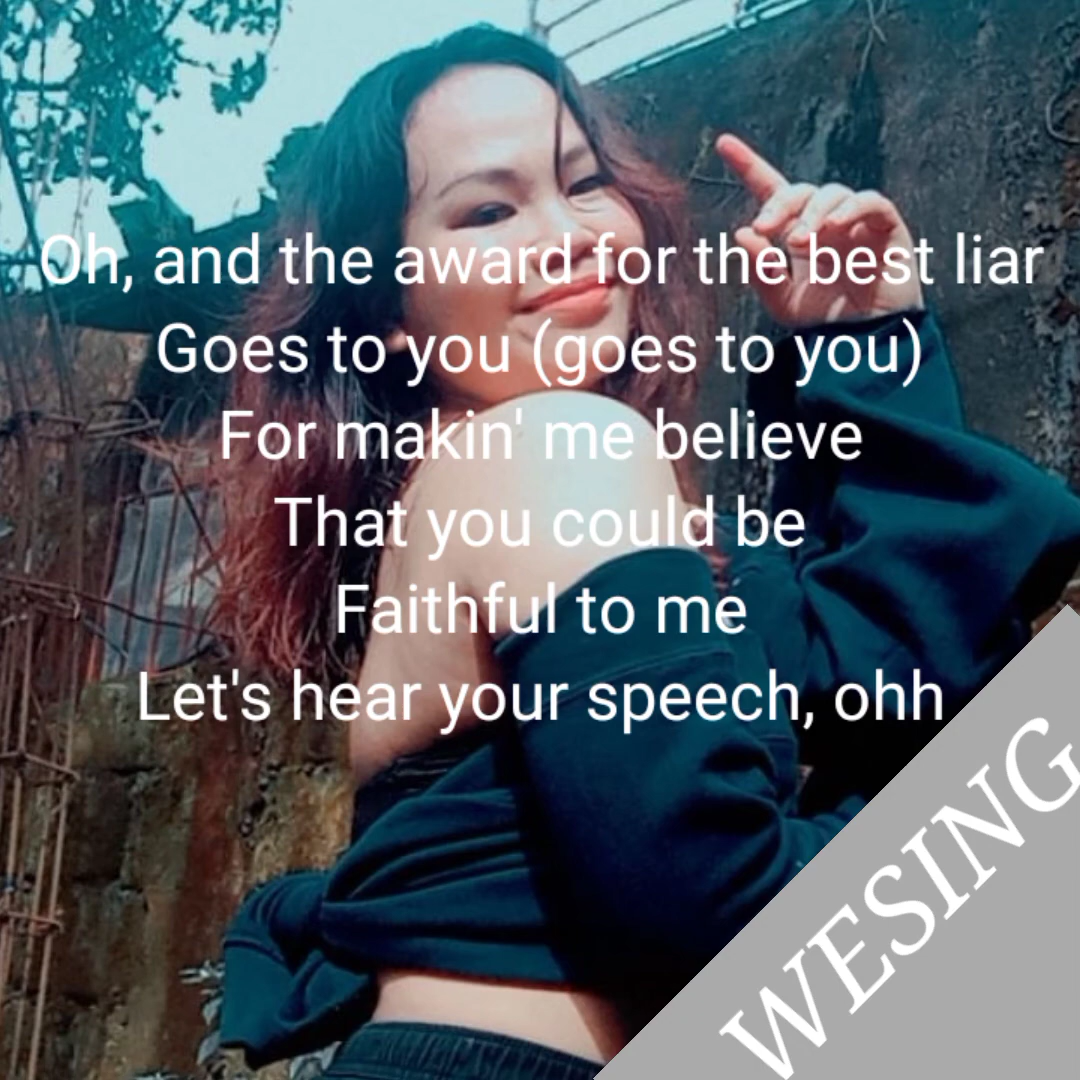 Oh, and the award for the best liar
Goes to you (goes to you)
For makin' me believe
That you could be
Faithful to me
Let's hear your speech, ohh
WESING